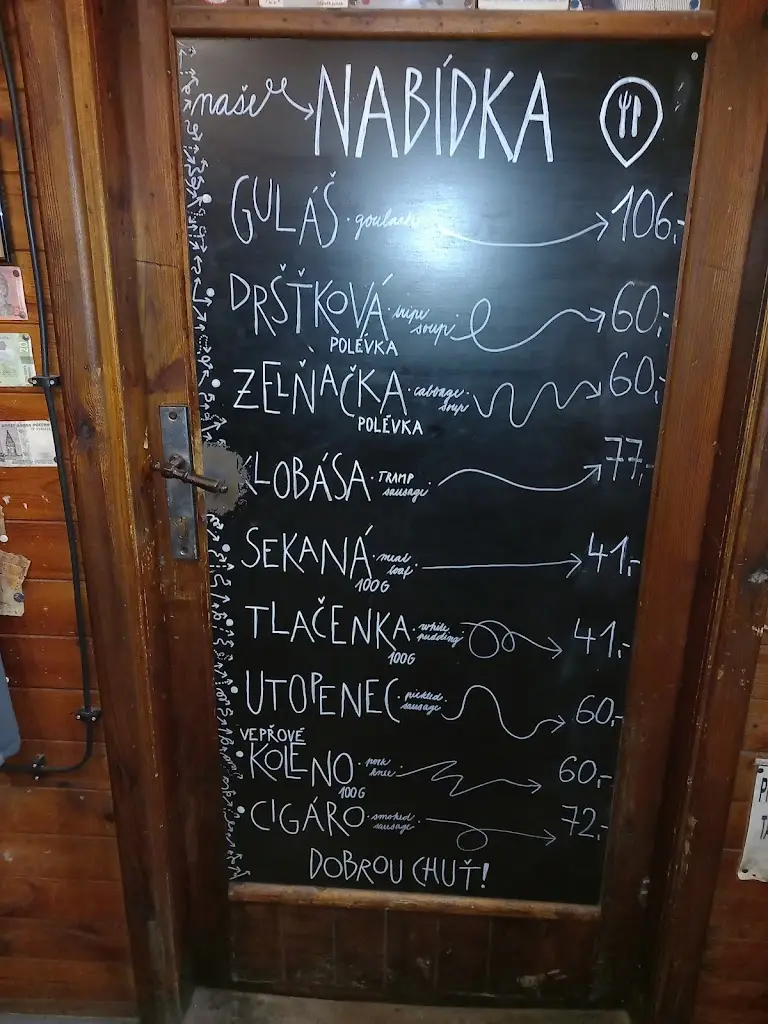 naše NABÍDKA
GULÁŠ · goulash 106,-
DRŠŤKOVÁ · tripe soup 60,-
POLÉVKA
ZELŇAČKA · cabbage soup 60,-
POLÉVKA
KLOBÁSA · TRAMP sausage 77,-
SEKANÁ · meat loaf 41,-
100G
TLAČENKA · white pudding 41,-
100G
UTOPENEC · pickled sausage 60,-
VEPŘOVÉ
KOLENO · pork knee 60,-
100G
CIGÁRO · smoked sausage 72,-
DOBROU CHUŤ!